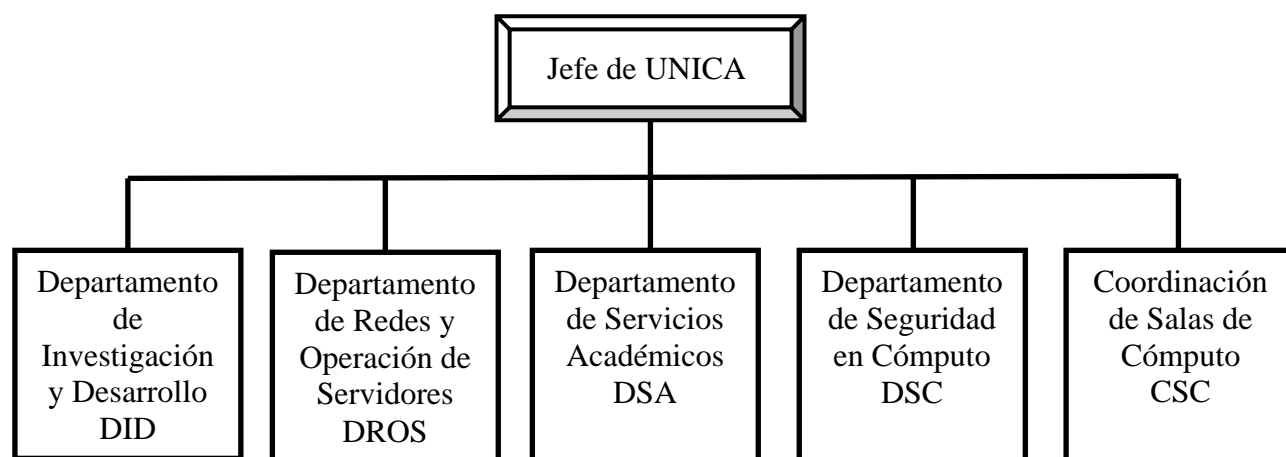 Jefe de UNICA
Departamento
de
Investigación
y Desarrollo
DID
Departamento
de Redes y
Operación de
Servidores
DROS
Departamento
de Servicios
Académicos
DSA
Departamento
de Seguridad
en Cómputo
DSC
Coordinación
de Salas de
Cómputo
CSC